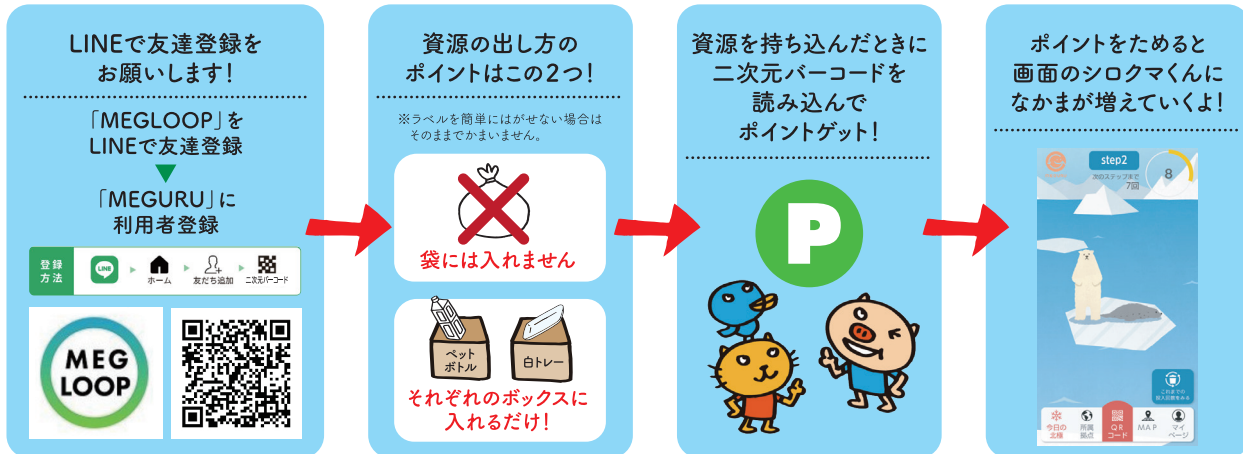 LINEで友達登録を
お願いします！
「MEGLOOP」を
LINEで友達登録
「MEGURU」に
利用者登録
登録
方法
LINE
ホーム
友だち追加
二次元バーコード
MEG
LOOP
資源の出し方の
ポイントはこの2つ！
※ラベルを簡単にはがせない場合は
そのままでかまいません。
袋には入れません
ペット
ボトル
白トレー
それぞれのボックスに
入れるだけ！
資源を持ち込んだときに
二次元バーコードを
読み込んで
ポイントゲット！
P
ポイントをためると
画面のシロクマくんに
なかまが増えていくよ！
step2
次のステップまで
7回
8
これまでの
投入回数をみる
今日の
北極
所属
拠点
QR
コード
MAP
マイ
ページ